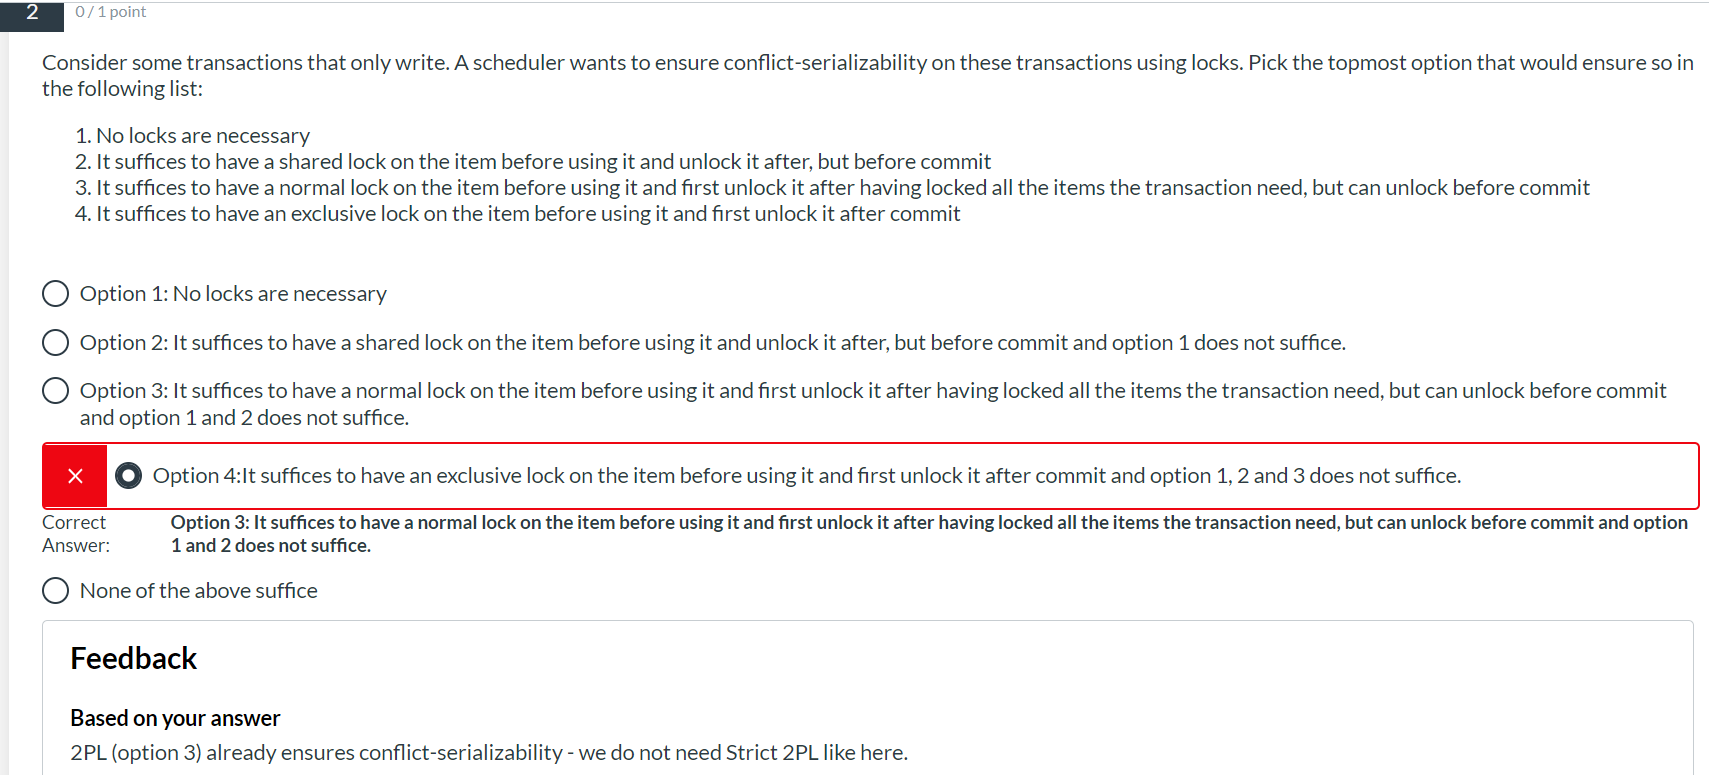 2
0 / 1 point
Consider some transactions that only write. A scheduler wants to ensure conflict-serializability on these transactions using locks. Pick the topmost option that would ensure so in
the following list:
1. No locks are necessary
2. It suffices to have a shared lock on the item before using it and unlock it after, but before commit
3. It suffices to have a normal lock on the item before using it and first unlock it after having locked all the items the transaction need, but can unlock before commit
4. It suffices to have an exclusive lock on the item before using it and first unlock it after commit
Option 1: No locks are necessary
Option 2: It suffices to have a shared lock on the item before using it and unlock it after, but before commit and option 1 does not suffice.
Option 3: It suffices to have a normal lock on the item before using it and first unlock it after having locked all the items the transaction need, but can unlock before commit
and option 1 and 2 does not suffice.
Option 4:It suffices to have an exclusive lock on the item before using it and first unlock it after commit and option 1, 2 and 3 does not suffice.
Correct Answer:
Option 3: It suffices to have a normal lock on the item before using it and first unlock it after having locked all the items the transaction need, but can unlock before commit and option
1 and 2 does not suffice.
None of the above suffice
Feedback
Based on your answer
2PL (option 3) already ensures conflict-serializability - we do not need Strict 2PL like here.